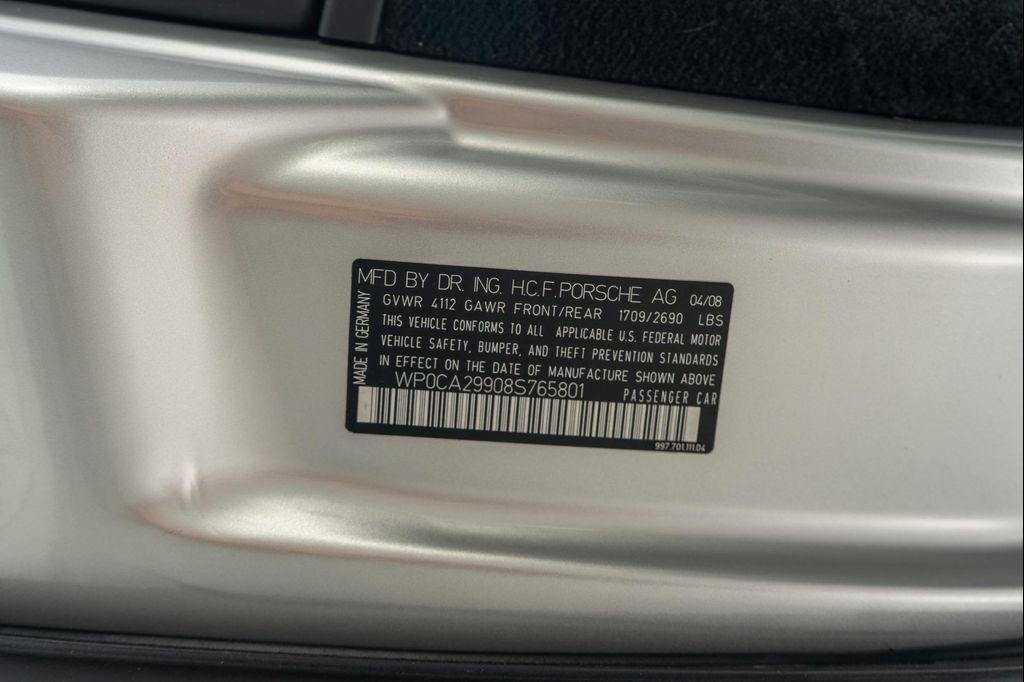 MFD BY DR. ING. H.C.F. PORSCHE AG 04/08
GVWR 4112 GAWR FRONT/REAR 1709/2690 LBS
THIS VEHICLE CONFORMS TO ALL APPLICABLE U.S. FEDERAL MOTOR
VEHICLE SAFETY, BUMPER, AND THEFT PREVENTION STANDARDS
IN EFFECT ON THE DATE OF MANUFACTURE SHOWN ABOVE
WP0CA29908S765801 PASSENGER CAR
MADE IN GERMANY
997.701.111.04